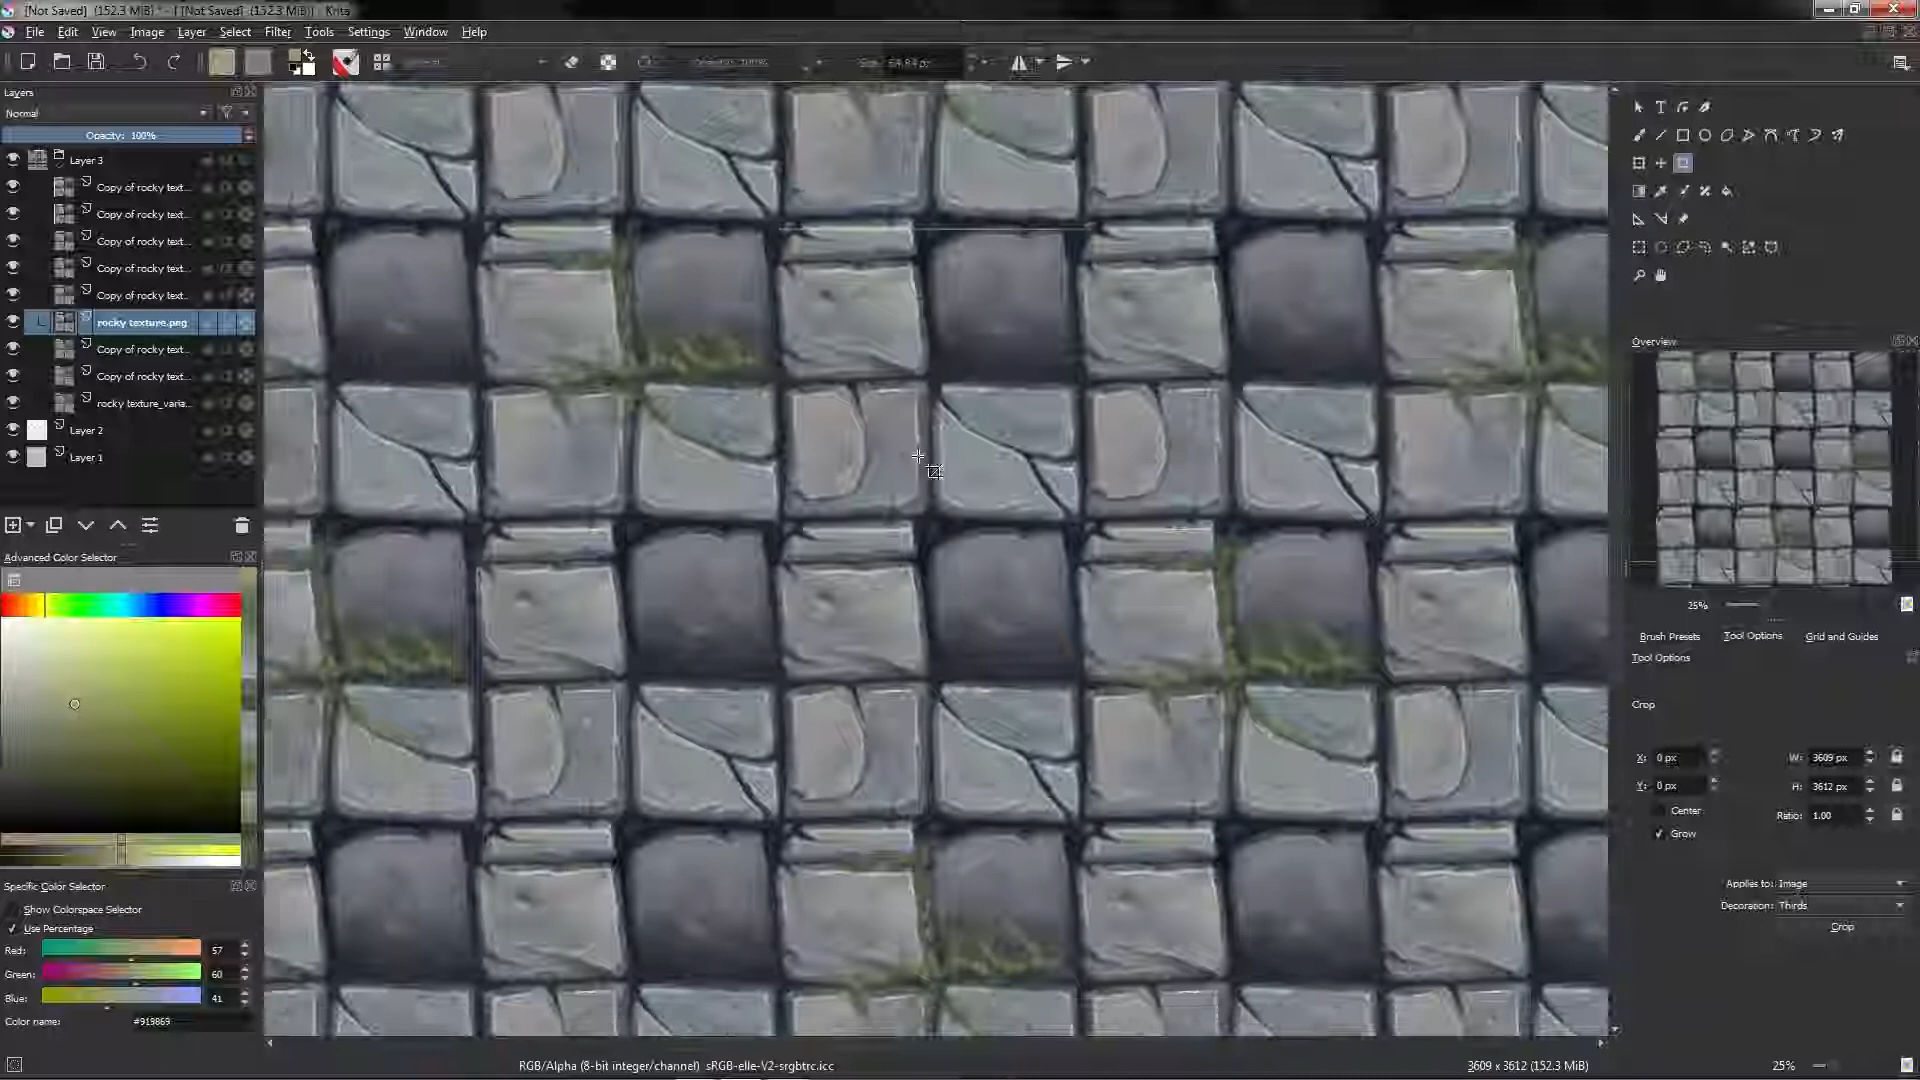 [Not Saved] (152.3 MiB) * - [ [Not Saved] (152.3 MiB)] - Krita
File Edit View Image Layer Select Filter Tools Settings Window Help
Layers
Normal
Opacity: 100%
Layer 3
Copy of rocky text...
Copy of rocky text...
Copy of rocky text...
Copy of rocky text...
Copy of rocky text...
rocky texture.png
Copy of rocky text...
Copy of rocky text...
rocky texture_varia...
Layer 2
Layer 1
Advanced Color Selector
Specific Color Selector
Show Colorspace Selector
Use Percentage
Red: 57
Green: 60
Blue: 41
Color name: #919869
Overview
25%
Brush Presets Tool Options Grid and Guides
Tool Options
Crop
X: 0 px W: 3609 px
Y: 0 px H: 3612 px
Center Ratio: 1.00
Grow
Applies to: Image
Decoration: Thirds
Crop
RGB/Alpha (8-bit integer/channel) sRGB-elle-V2-srgbtrc.icc 3609 x 3612 (152.3 MiB) 25%